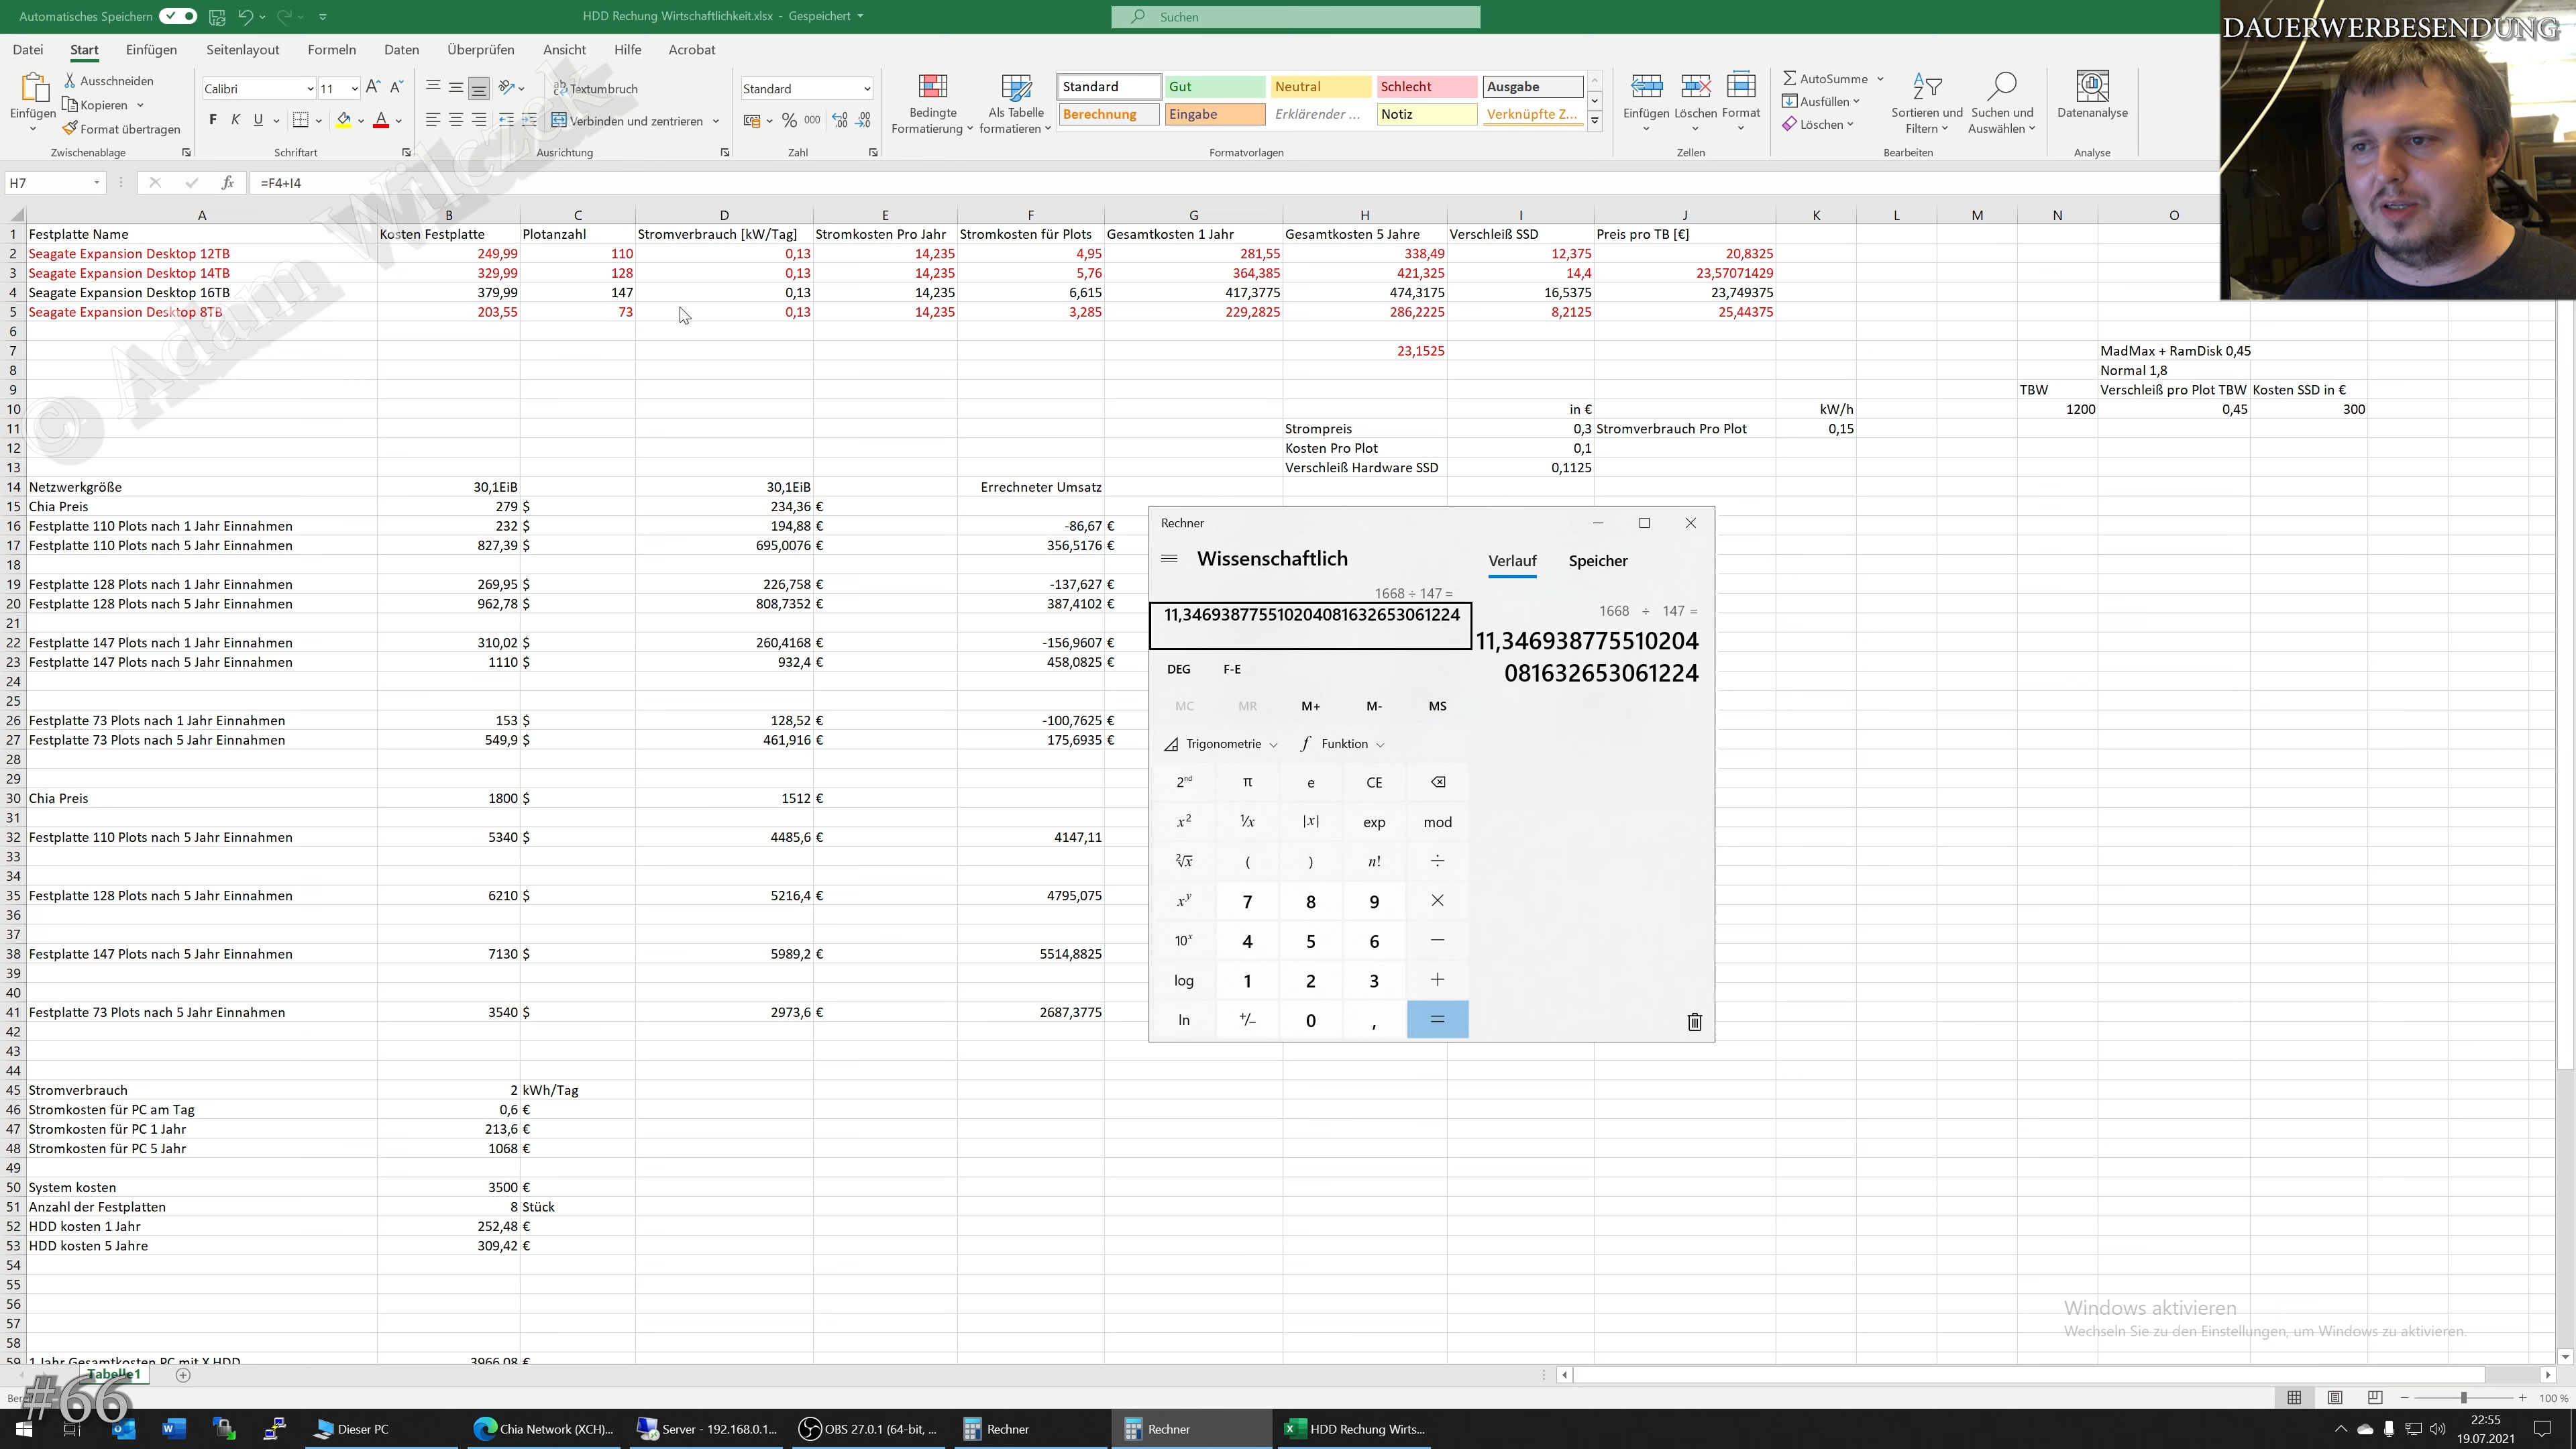 Automatisches Speichern
HDD Rechung Wirtschaftlichkeit.xlsx - Gespeichert
Suchen
DAUERWERBESENDUNG
Datei Start Einfügen Seitenlayout Formeln Daten Überprüfen Ansicht Hilfe Acrobat
Einfügen
Ausschneiden
Kopieren
Format übertragen
Zwischenablage
Calibri 11
F K U
Schriftart
Textumbruch
Verbinden und zentrieren
Ausrichtung
Standard
% 000
Zahl
Bedingte Formatierung
Als Tabelle formatieren
Standard Gut Neutral Schlecht Ausgabe
Berechnung Eingabe Erklärender ... Notiz Verknüpfte Z...
Formatvorlagen
Einfügen Löschen Format
Zellen
AutoSumme
Ausfüllen
Löschen
Sortieren und Filtern
Suchen und Auswählen
Bearbeiten
Datenanalyse
Analyse
H7 fx =F4+I4
© Adam Wilczek
A B C D E F G H I J K L M N O
1 Festplatte Name Kosten Festplatte Plotanzahl Stromverbrauch [kW/Tag] Stromkosten Pro Jahr Stromkosten für Plots Gesamtkosten 1 Jahr Gesamtkosten 5 Jahre Verschleiß SSD Preis pro TB [€]
2 Seagate Expansion Desktop 12TB 249,99 110 0,13 14,235 4,95 281,55 338,49 12,375 20,8325
3 Seagate Expansion Desktop 14TB 329,99 128 0,13 14,235 5,76 364,385 421,325 14,4 23,57071429
4 Seagate Expansion Desktop 16TB 379,99 147 0,13 14,235 6,615 417,3775 474,3175 16,5375 23,749375
5 Seagate Expansion Desktop 8TB 203,55 73 0,13 14,235 3,285 229,2825 286,2225 8,2125 25,44375
6
7 23,1525 MadMax + RamDisk 0,45
8 Normal 1,8
9 TBW Verschleiß pro Plot TBW Kosten SSD in €
10 in € kW/h 1200 0,45 300
11 Strompreis 0,3 Stromverbrauch Pro Plot 0,15
12 Kosten Pro Plot 0,1
13 Verschleiß Hardware SSD 0,1125
14 Netzwerkgröße 30,1EiB 30,1EiB Errechneter Umsatz
15 Chia Preis 279 $ 234,36 €
16 Festplatte 110 Plots nach 1 Jahr Einnahmen 232 $ 194,88 € -86,67 €
17 Festplatte 110 Plots nach 5 Jahr Einnahmen 827,39 $ 695,0076 € 356,5176 €
18
19 Festplatte 128 Plots nach 1 Jahr Einnahmen 269,95 $ 226,758 € -137,627 €
20 Festplatte 128 Plots nach 5 Jahr Einnahmen 962,78 $ 808,7352 € 387,4102 €
21
22 Festplatte 147 Plots nach 1 Jahr Einnahmen 310,02 $ 260,4168 € -156,9607 €
23 Festplatte 147 Plots nach 5 Jahr Einnahmen 1110 $ 932,4 € 458,0825 €
24
25
26 Festplatte 73 Plots nach 1 Jahr Einnahmen 153 $ 128,52 € -100,7625 €
27 Festplatte 73 Plots nach 5 Jahr Einnahmen 549,9 $ 461,916 € 175,6935 €
28
29
30 Chia Preis 1800 $ 1512 €
31
32 Festplatte 110 Plots nach 5 Jahr Einnahmen 5340 $ 4485,6 € 4147,11
33
34
35 Festplatte 128 Plots nach 5 Jahr Einnahmen 6210 $ 5216,4 € 4795,075
36
37
38 Festplatte 147 Plots nach 5 Jahr Einnahmen 7130 $ 5989,2 € 5514,8825
39
40
41 Festplatte 73 Plots nach 5 Jahr Einnahmen 3540 $ 2973,6 € 2687,3775
42
43
44
45 Stromverbrauch 2 kWh/Tag
46 Stromkosten für PC am Tag 0,6 €
47 Stromkosten für PC 1 Jahr 213,6 €
48 Stromkosten für PC 5 Jahr 1068 €
49
50 System kosten 3500 €
51 Anzahl der Festplatten 8 Stück
52 HDD kosten 1 Jahr 252,48 €
53 HDD kosten 5 Jahre 309,42 €
54
55
56
57
58
59 1 Jahr Gesamtkosten PC mit X HDD 3966,08 €
Rechner
Wissenschaftlich
Verlauf Speicher
1668 ÷ 147 =
11,346938775510204081632653061224
1668 ÷ 147 =
11,346938775510204
081632653061224
DEG F-E
MC MR M+ M- MS
Trigonometrie Funktion
2nd π e CE
x² ¹/x |x| exp mod
²√x ( ) n! ÷
xʸ 7 8 9 ×
10ˣ 4 5 6 −
log 1 2 3 +
ln +/− 0 , =
Windows aktivieren
Wechseln Sie zu den Einstellungen, um Windows zu aktivieren.
Tabelle1
#66
100 %
Dieser PC
Chia Network (XCH)...
Server - 192.168.0.1...
OBS 27.0.1 (64-bit, ...
Rechner
Rechner
HDD Rechung Wirts...
22:55
19.07.2021